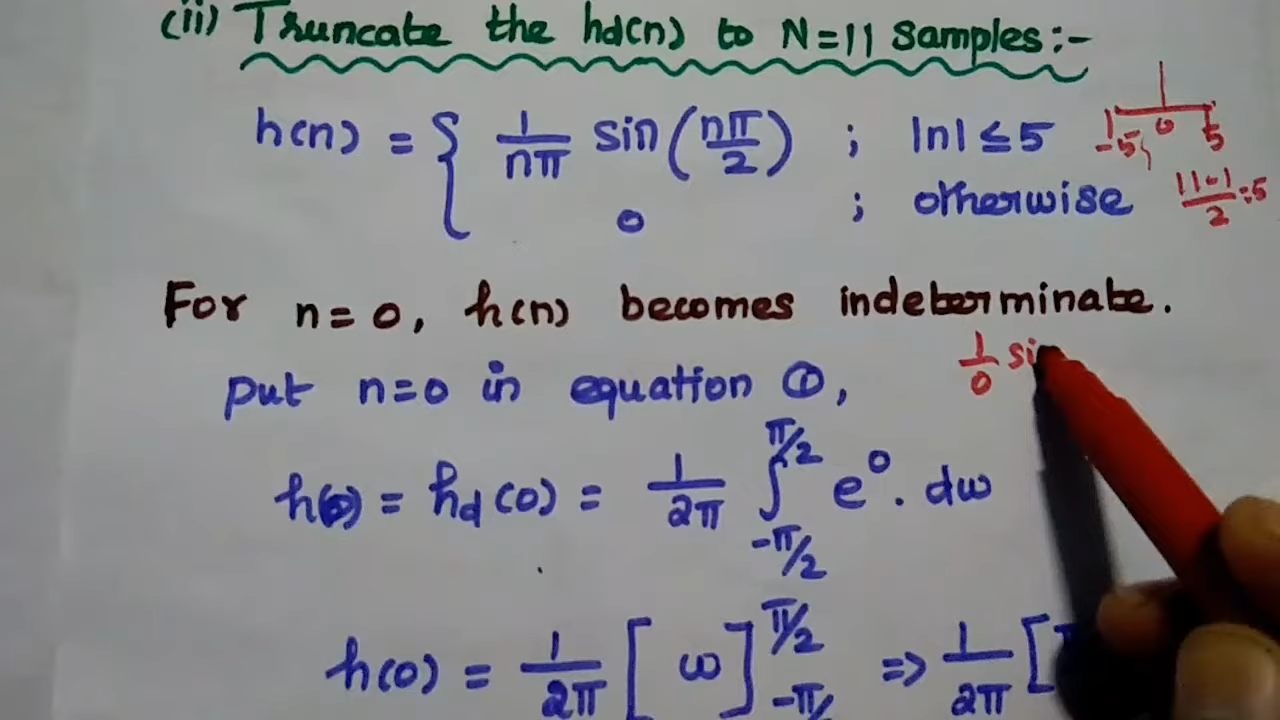 (ii) Truncate the hd(n) to N=11 samples:-
h(n) = { 1/nπ sin(nπ/2) ; |n| ≤ 5
0 ; otherwise
-5, 0 5
11-1/2 = 5
For n=0, h(n) becomes indeterminate.
1/0 si
put n=0 in equation ①,
h(0) = hd(0) = 1/2π ∫ π/2 -π/2 e⁰. dω
h(0) = 1/2π [ω] π/2 -π/ => 1/2π [